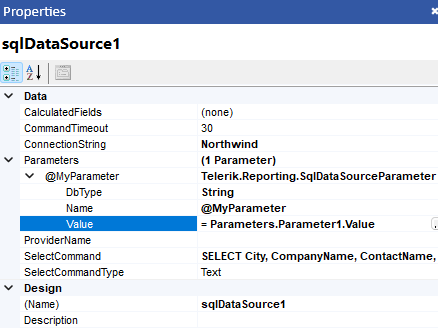 Properties
sqlDataSource1
Data
CalculatedFields (none)
CommandTimeout 30
ConnectionString Northwind
Parameters (1 Parameter)
@MyParameter Telerik.Reporting.SqlDataSourceParameter
DbType String
Name @MyParameter
Value = Parameters.Parameter1.Value
ProviderName
SelectCommand SELECT City, CompanyName, ContactName,
SelectCommandType Text
Design
(Name) sqlDataSource1
Description